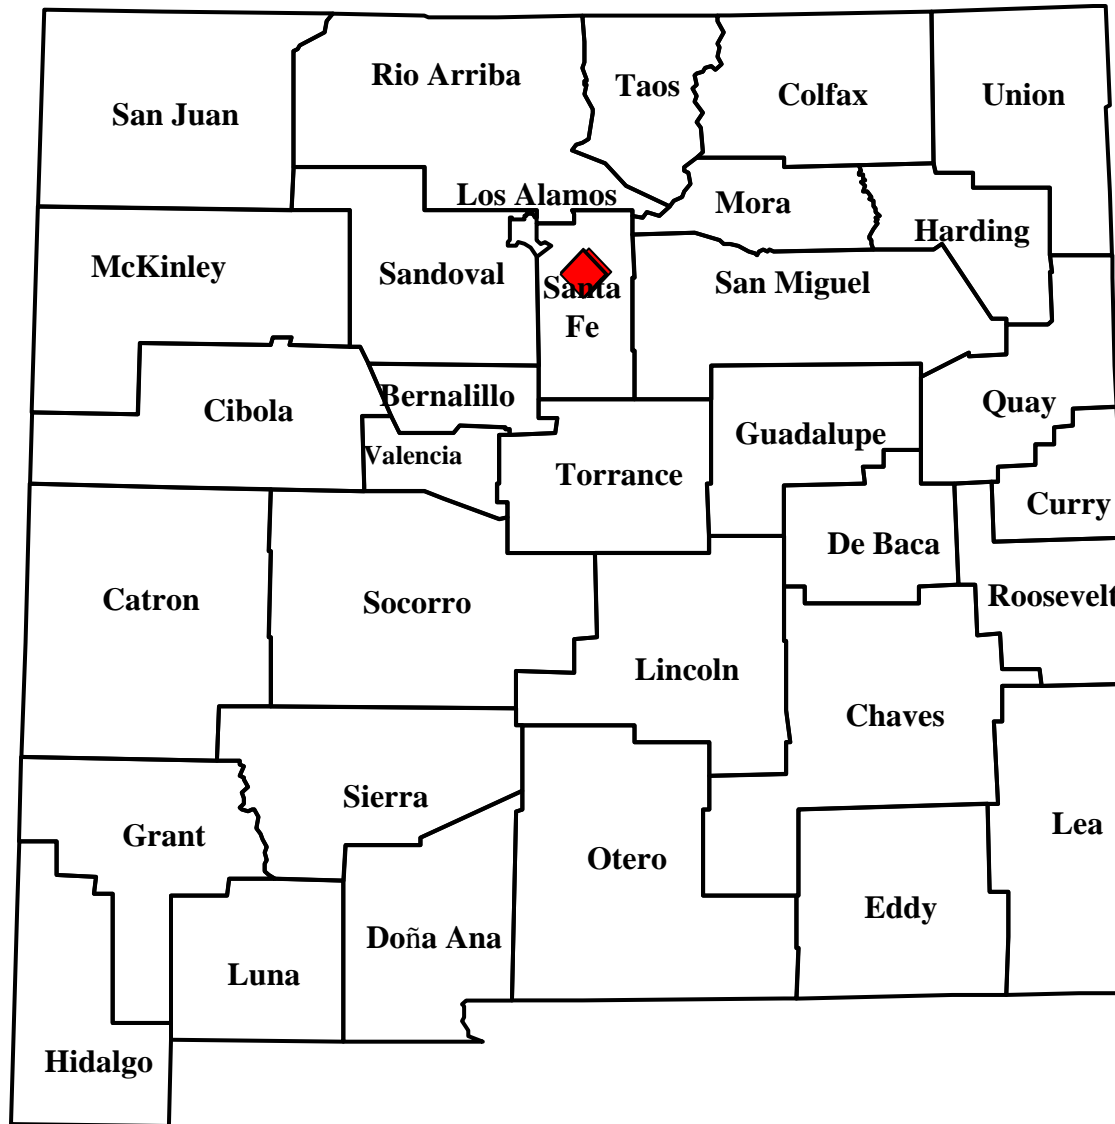 Rio Arriba
Taos
Colfax
Union
San Juan
Los Alamos
Mora
Harding
McKinley
Sandoval
Santa
Fe
San Miguel
Bernalillo
Cibola
Quay
Guadalupe
Valencia
Torrance
Curry
De Baca
Catron
Socorro
Roosevelt
Lincoln
Chaves
Sierra
Lea
Grant
Otero
Eddy
Doña Ana
Luna
Hidalgo